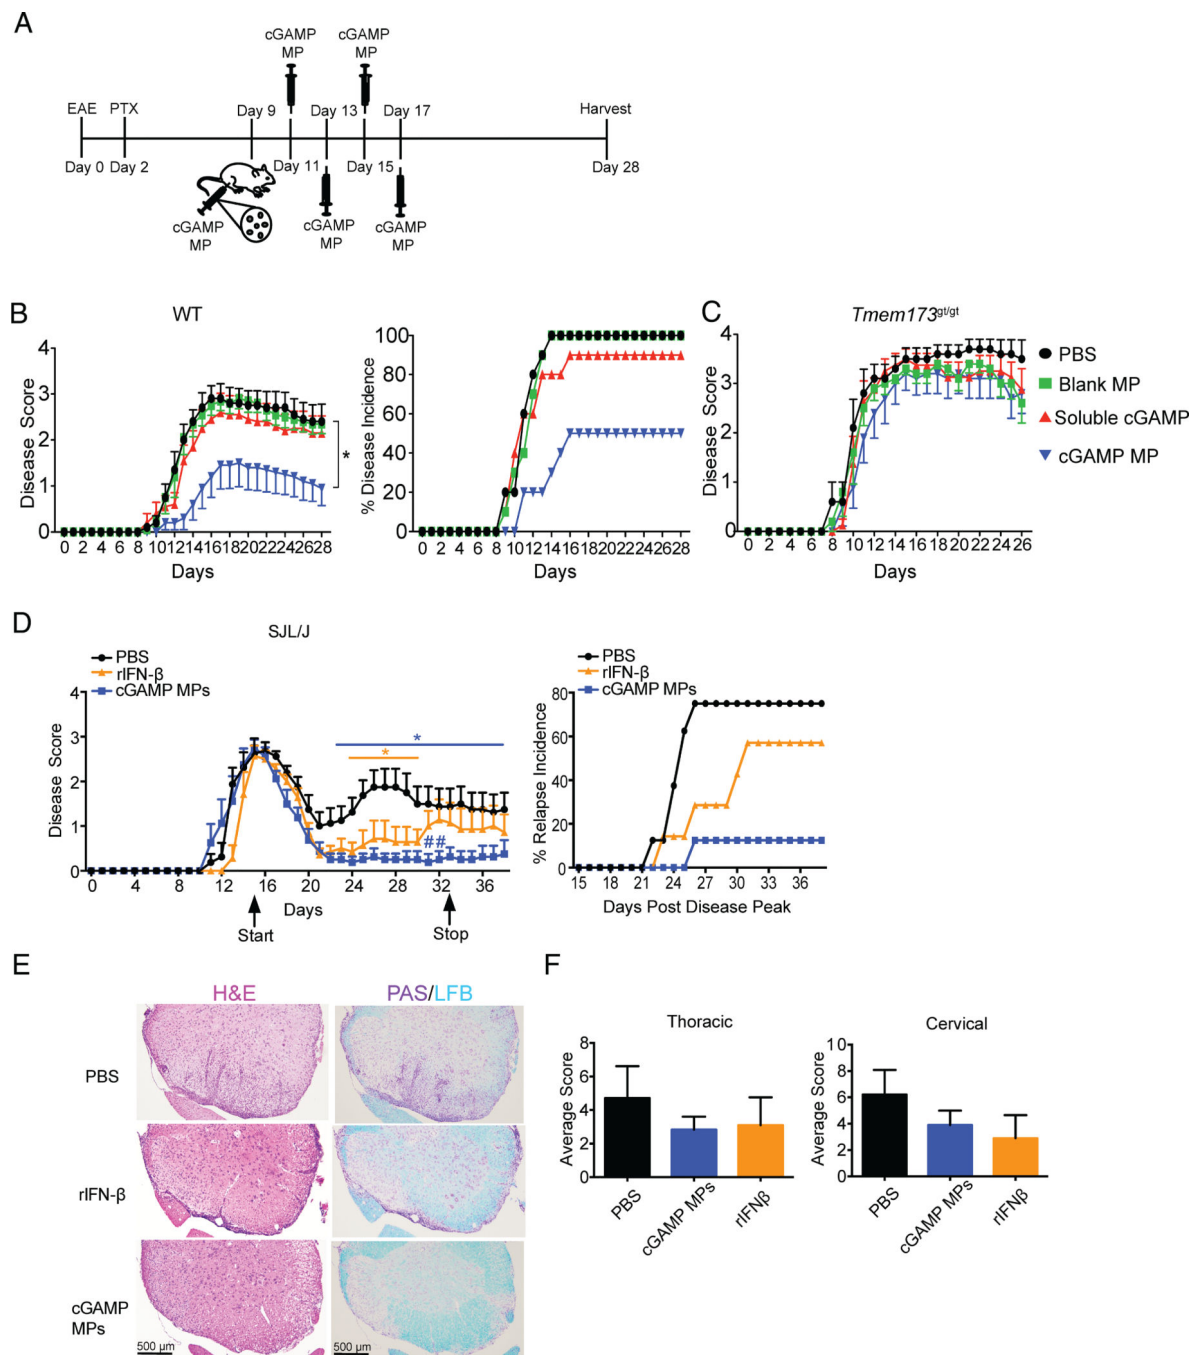 A
cGAMP
MP
cGAMP
MP
EAE PTX Day 9 Day 13 Day 17 Harvest
Day 0 Day 2 Day 11 Day 15 Day 28
cGAMP
MP
cGAMP
MP
cGAMP
MP
B
WT
Disease Score
4
3
2
1
0
0 2 4 6 8 10 12 14 16 18 20 22 24 26 28
Days
*
% Disease Incidence
100
80
60
40
20
0
0 2 4 6 8 10 12 14 16 18 20 22 24 26 28
Days
C
Tmem173gt/gt
Disease Score
4
3
2
1
0
0 2 4 6 8 10 12 14 16 18 20 22 24 26
Days
PBS
Blank MP
Soluble cGAMP
cGAMP MP
D
SJL/J
PBS
rIFN-β
cGAMP MPs
Disease Score
4
3
2
1
0
*
*
##
0 4 8 12 16 20 24 28 32 36
Days
Start
Stop
PBS
rIFN-β
cGAMP MPs
% Relapse Incidence
80
60
40
20
0
15 18 21 24 27 30 33 36
Days Post Disease Peak
E
H&E PAS/LFB
PBS
rIFN-β
cGAMP
MPs
500 μm 500 μm
F
Thoracic
Average Score
8
6
4
2
0
PBS
cGAMP MPs
rIFNβ
Cervical
Average Score
10
8
6
4
2
0
PBS
cGAMP MPs
rIFNβ